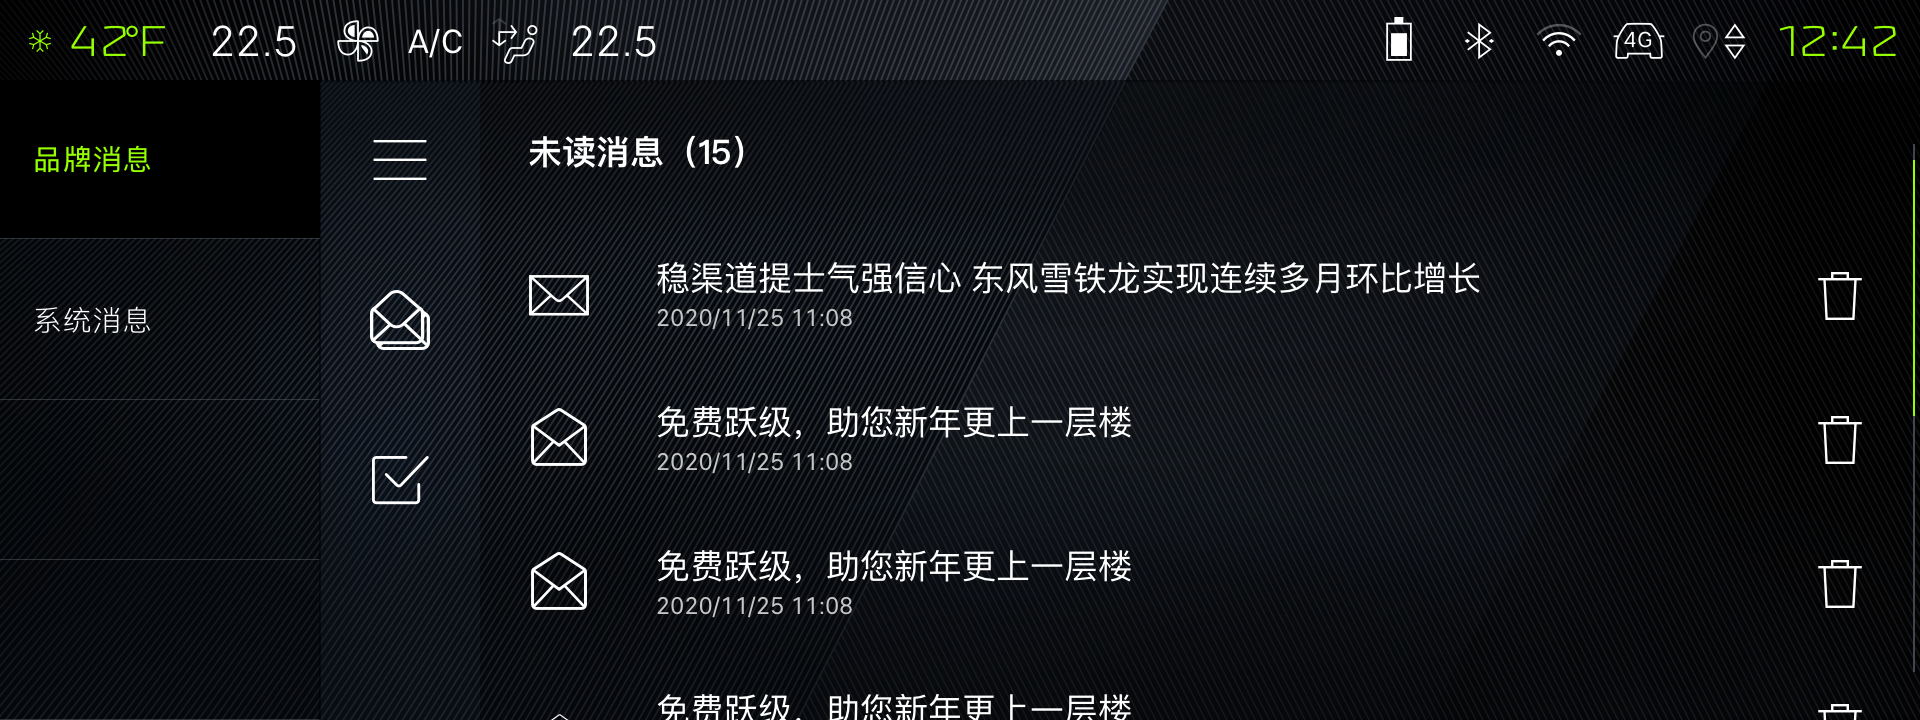 42°F 22.5 A/C 22.5 4G 12:42
品牌消息
系统消息
未读消息（15）
稳渠道提士气强信心 东风雪铁龙实现连续多月环比增长
2020/11/25 11:08
免费跃级，助您新年更上一层楼
2020/11/25 11:08
免费跃级，助您新年更上一层楼
2020/11/25 11:08
免费跃级，助您新年更上一层楼